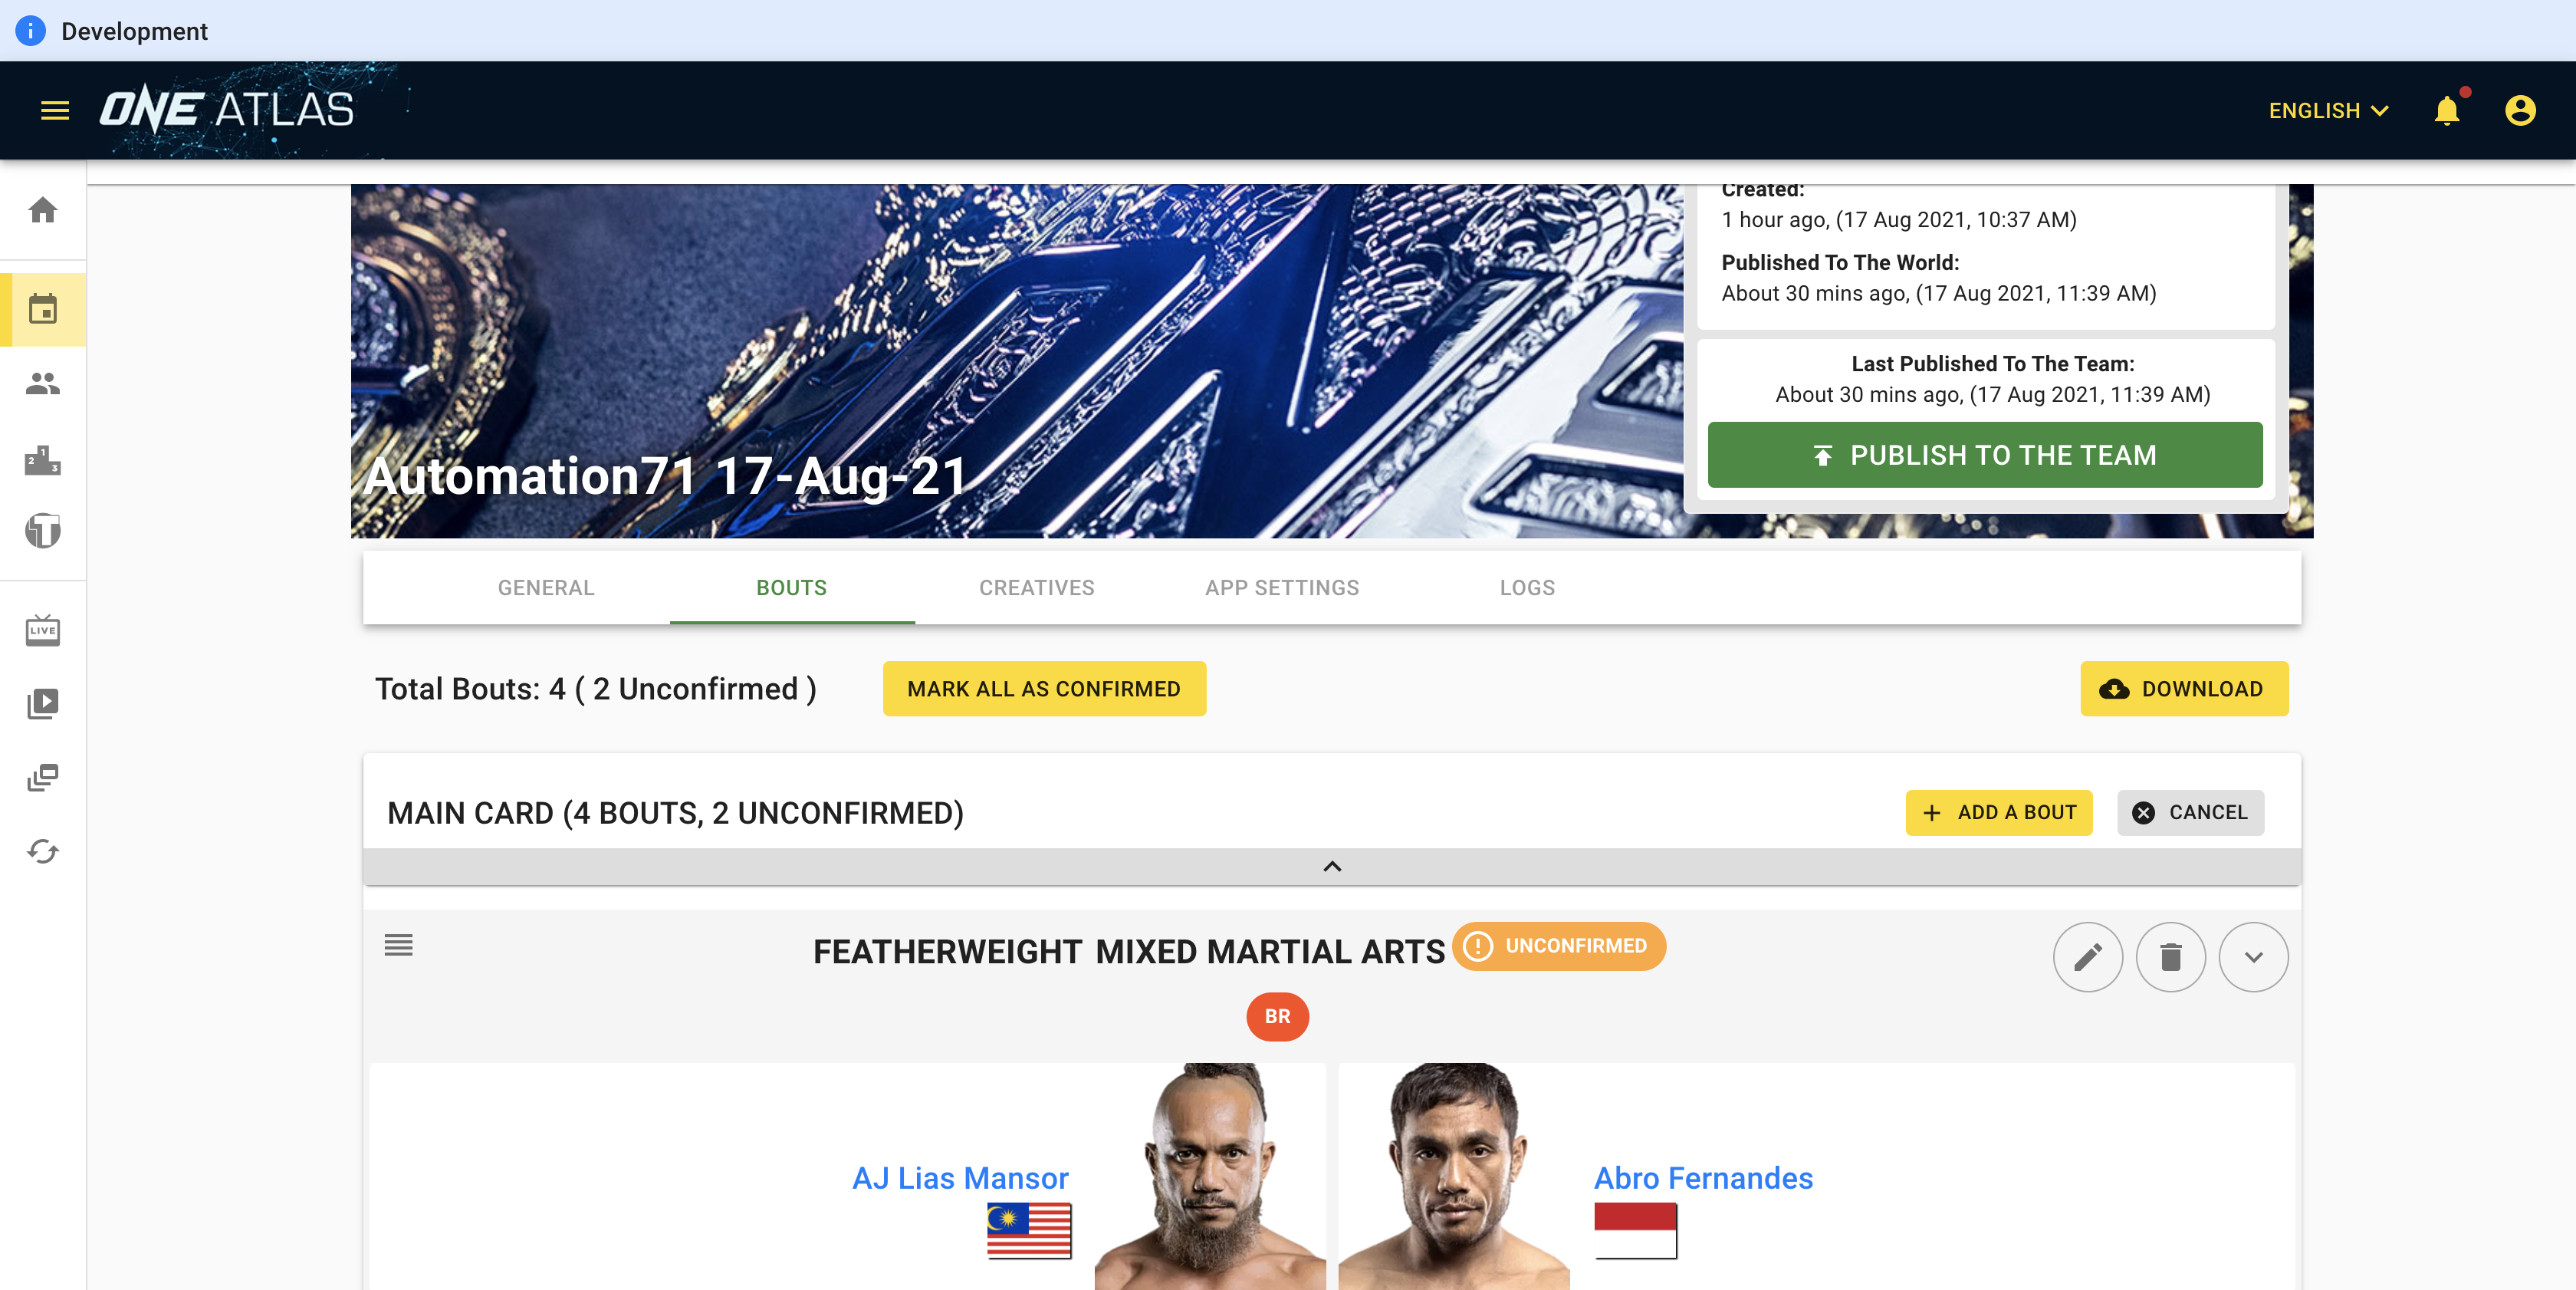 Development
ONE ATLAS
ENGLISH
Created:
1 hour ago, (17 Aug 2021, 10:37 AM)
Published To The World:
About 30 mins ago, (17 Aug 2021, 11:39 AM)
Last Published To The Team:
About 30 mins ago, (17 Aug 2021, 11:39 AM)
PUBLISH TO THE TEAM
Automation71 17-Aug-21
2 1 3
T
LIVE
GENERAL BOUTS CREATIVES APP SETTINGS LOGS
Total Bouts: 4 ( 2 Unconfirmed ) MARK ALL AS CONFIRMED DOWNLOAD
MAIN CARD (4 BOUTS, 2 UNCONFIRMED) ADD A BOUT CANCEL
FEATHERWEIGHT MIXED MARTIAL ARTS UNCONFIRMED
BR
AJ Lias Mansor Abro Fernandes